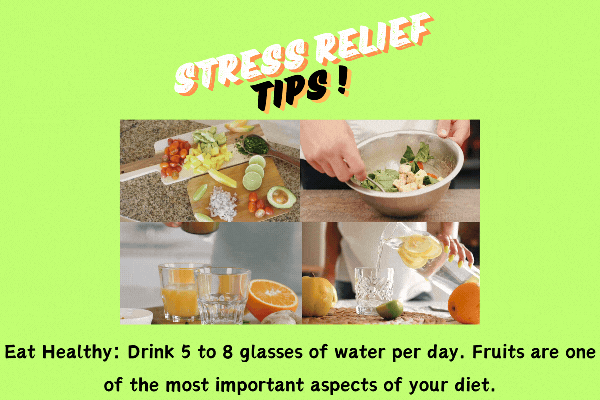 STRESS RELIEF
TIPS !
Eat Healthy: Drink 5 to 8 glasses of water per day. Fruits are one
of the most important aspects of your diet.